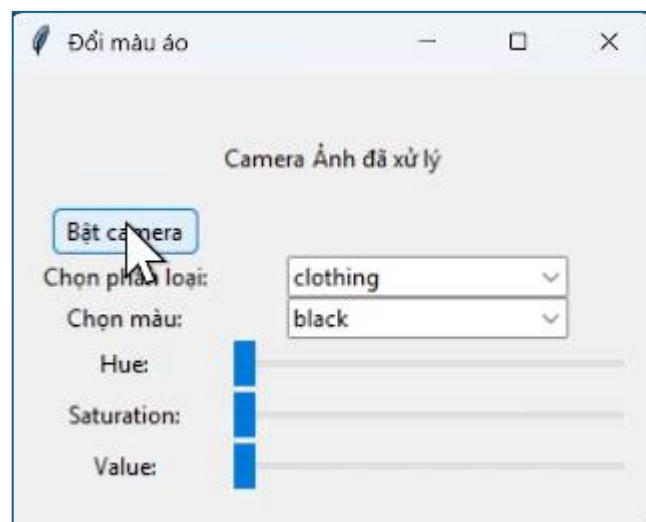 Đổi màu áo
Camera Ảnh đã xử lý
Bật camera
Chọn phân loại: clothing
Chọn màu: black
Hue:
Saturation:
Value: